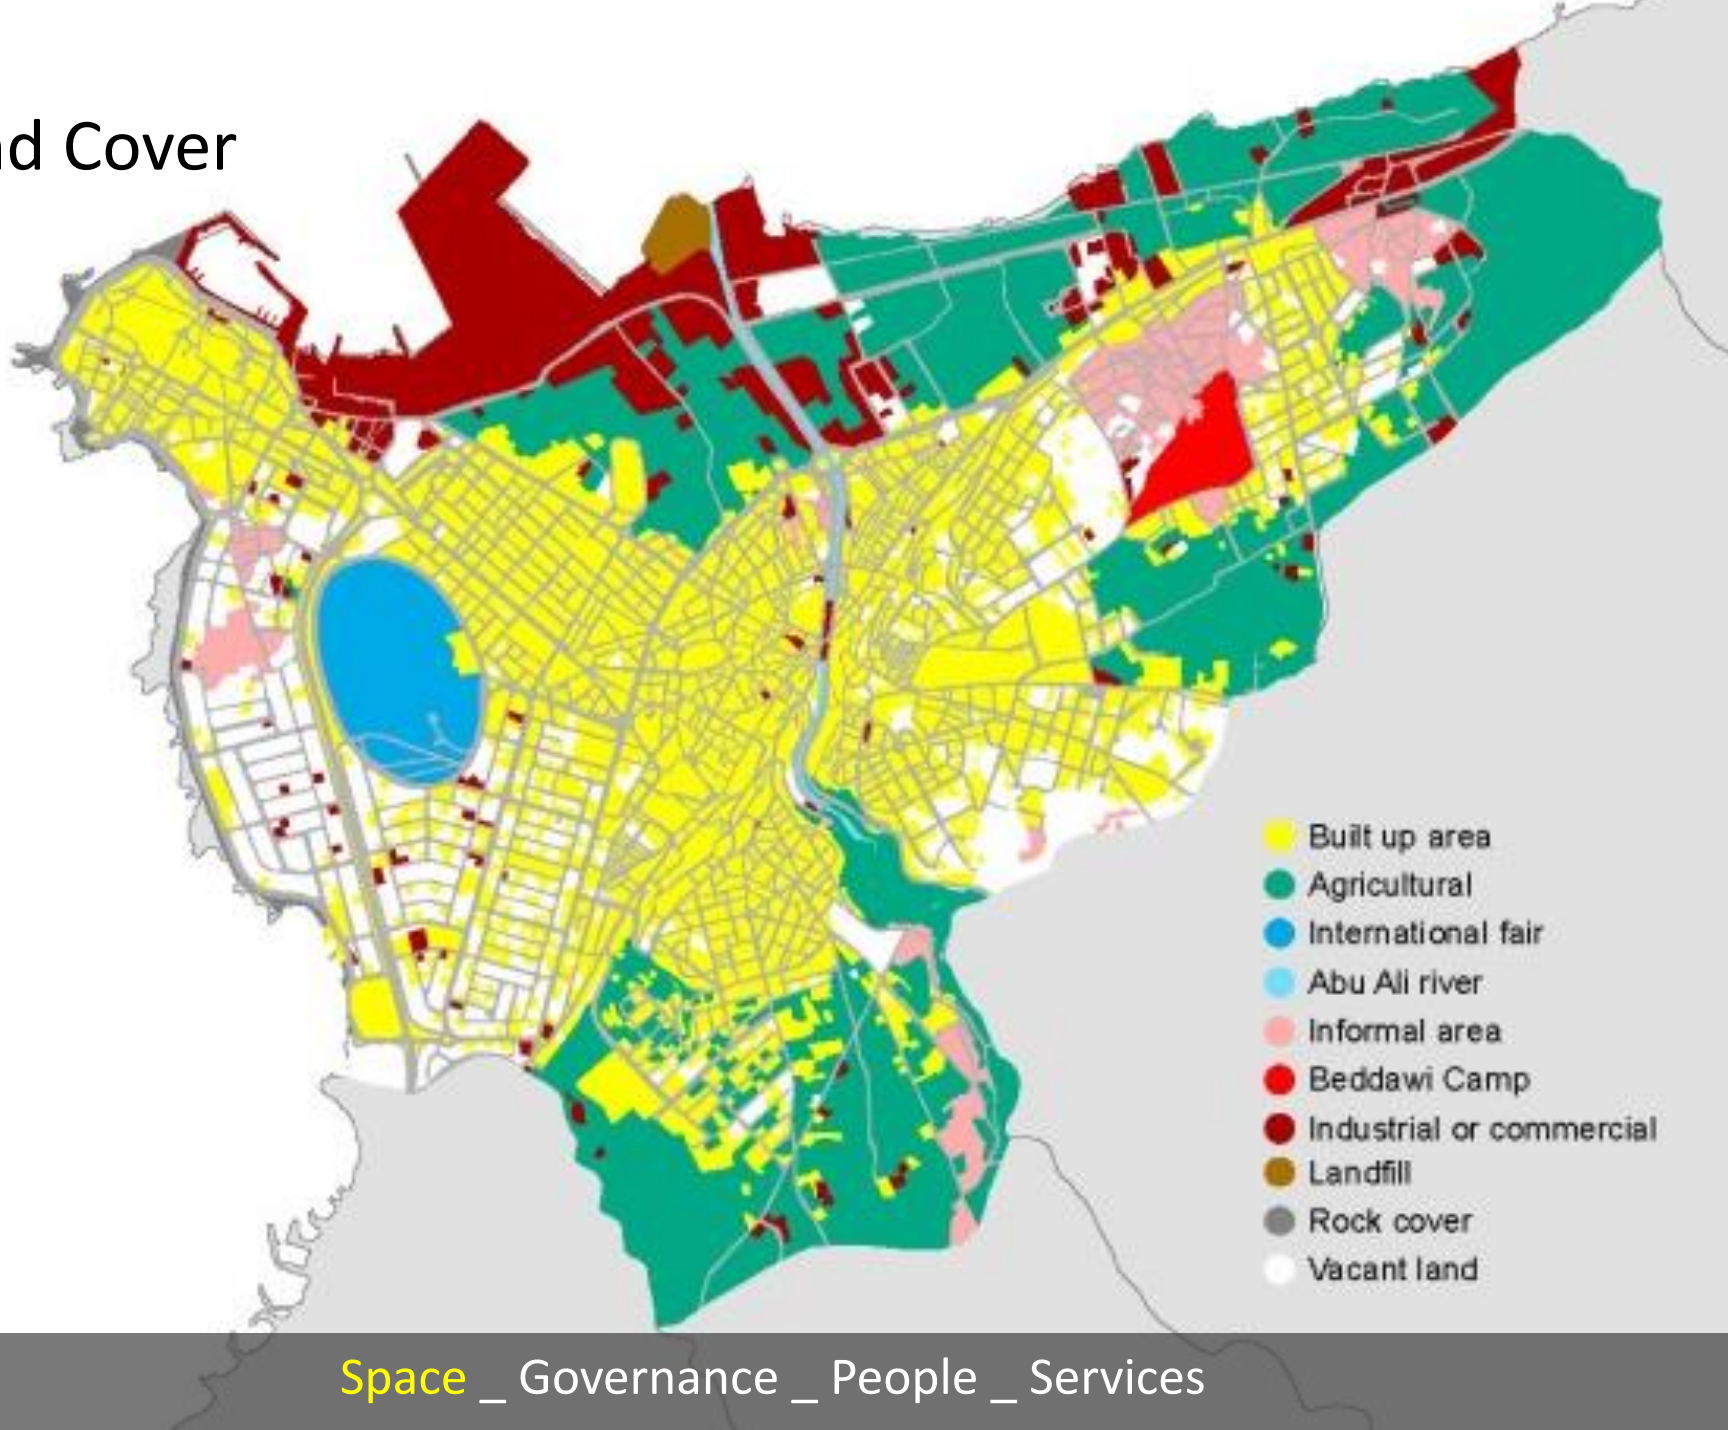 d Cover
Built up area
Agricultural
International fair
Abu Ali river
Informal area
Beddawi Camp
Industrial or commercial
Landfill
Rock cover
Vacant land
Space _ Governance _ People _ Services